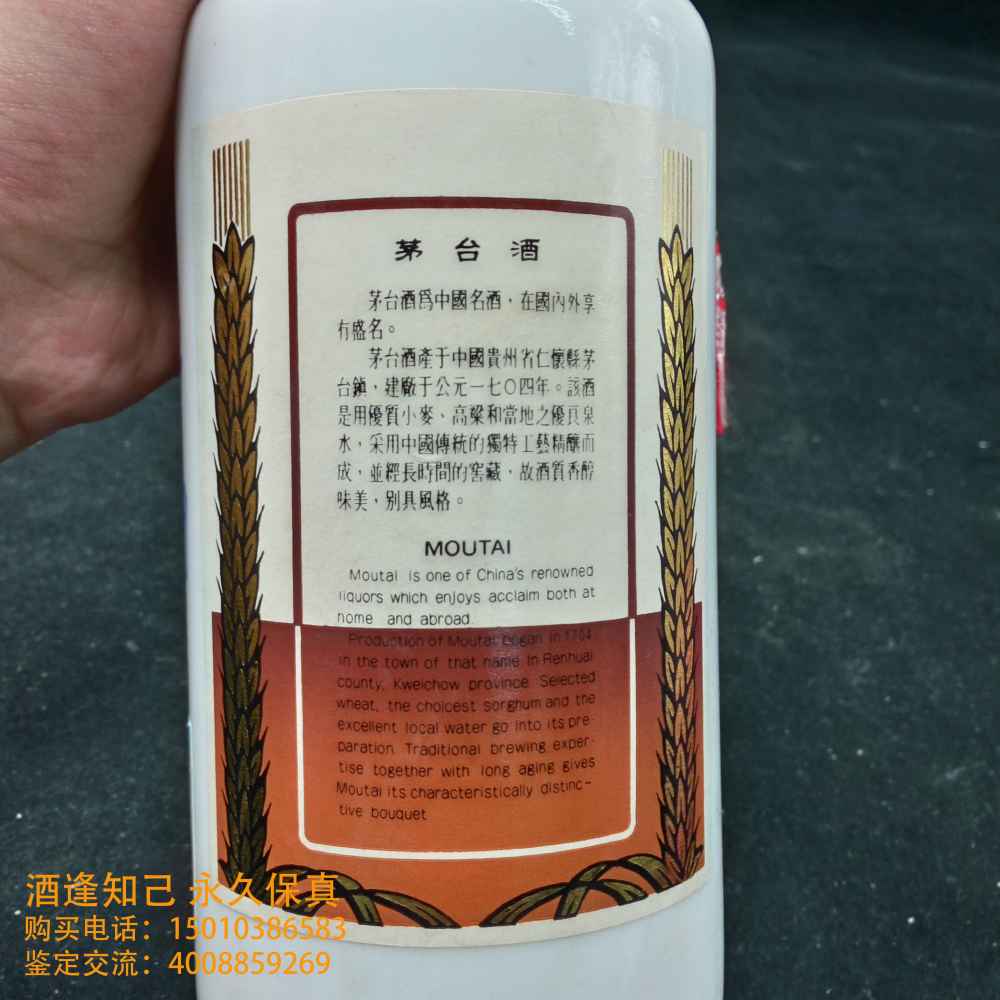 茅台酒
茅台酒爲中國名酒，在國內外享
有盛名。
茅台酒產于中國貴州省仁懷縣茅
台鎮，建廠于公元一七〇四年。該酒
是用優質小麥、高粱和當地之優良泉
水，采用中國傳統的獨特工藝精釀而
成，並經長時間的窖藏，故酒質香醇
味美，別具風格。
MOUTAI
Moutai is one of China's renowned
liquors which enjoys acclaim both at
home and abroad.
Production of Moutai began in 1704
in the town of that name in Renhuai
county, Kweichow province. Selected
wheat, the choicest sorghum and the
excellent local water go into its pre-
paration. Traditional brewing exper-
tise together with long aging gives
Moutai its characteristically distinc-
tive bouquet
酒逢知己 永久保真
购买电话：15010386583
鉴定交流：4008859269